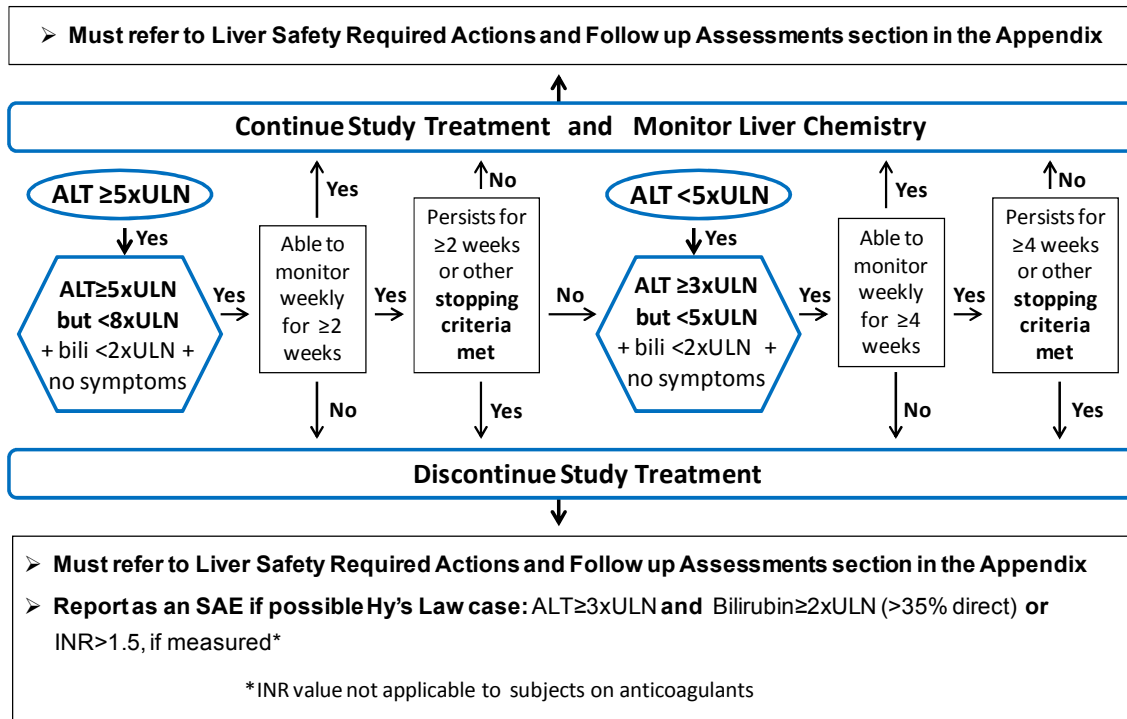 ➢ Must refer to Liver Safety Required Actions and Follow up Assessments section in the Appendix
Continue Study Treatment and Monitor Liver Chemistry
ALT ≥5xULN
Yes
ALT≥5xULN
but <8xULN
+ bili <2xULN +
no symptoms
Yes
Yes
Able to
monitor
weekly
for ≥2
weeks
No
Yes
No
Persists for
≥2 weeks
or other
stopping
criteria
met
Yes
No
ALT <5xULN
Yes
ALT ≥3xULN
but <5xULN
+ bili <2xULN +
no symptoms
Yes
Yes
Able to
monitor
weekly
for ≥4
weeks
No
Yes
No
Persists for
≥4 weeks
or other
stopping
criteria
met
Yes
Discontinue Study Treatment
➢ Must refer to Liver Safety Required Actions and Follow up Assessments section in the Appendix
➢ Report as an SAE if possible Hy's Law case: ALT≥3xULN and Bilirubin≥2xULN (>35% direct) or
INR>1.5, if measured*
*INR value not applicable to subjects on anticoagulants